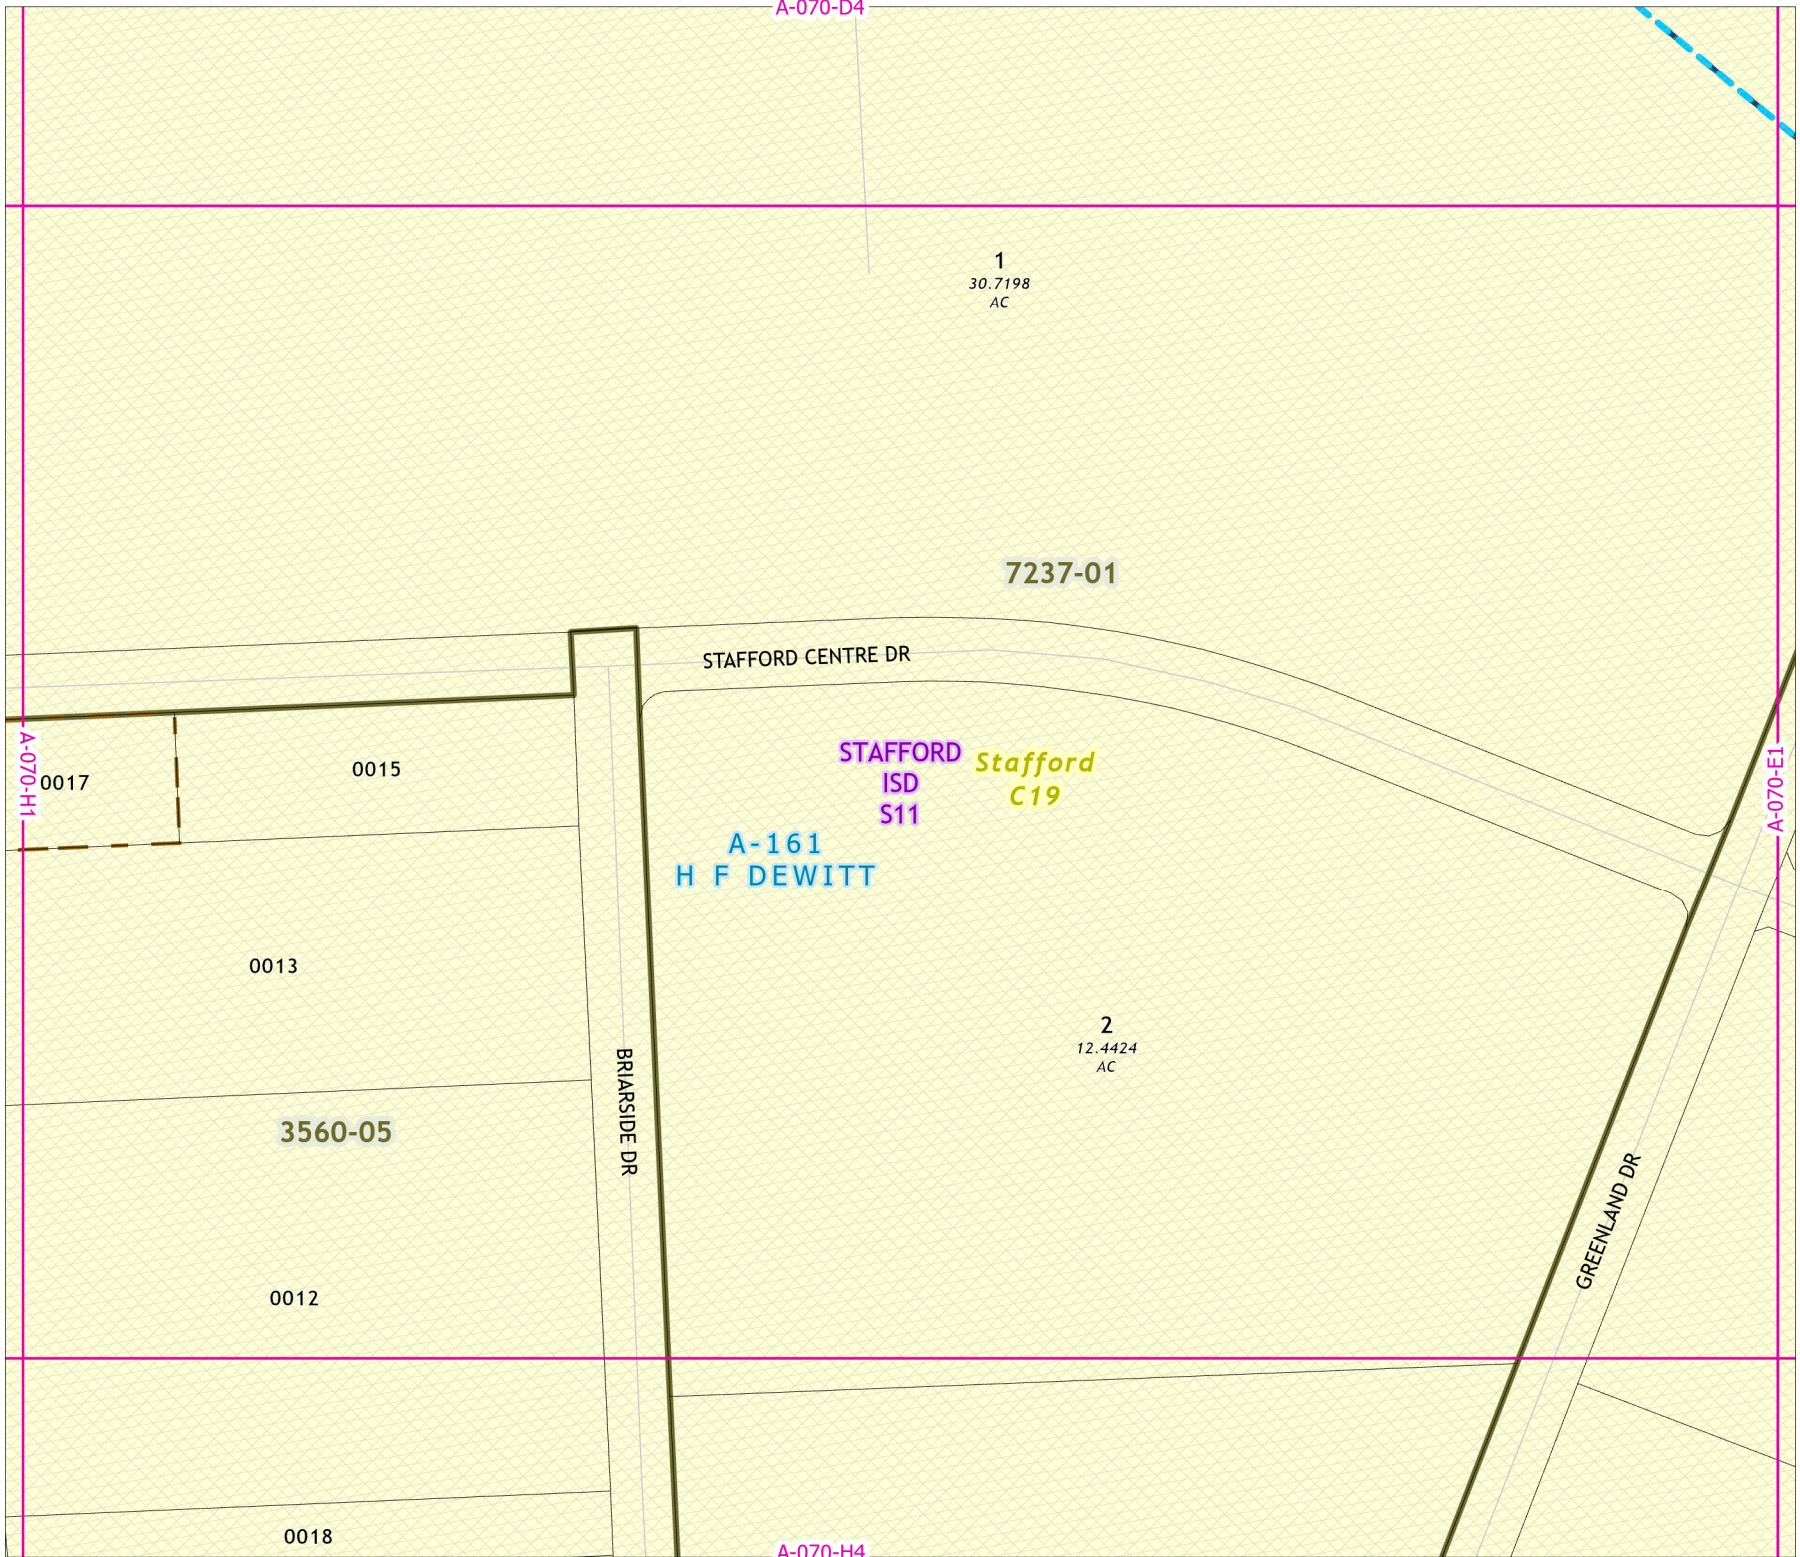 A-070-D4
1
30.7198
AC
7237-01
STAFFORD CENTRE DR
A-070-H1
0017
0015
STAFFORD
ISD
S11
Stafford
C19
A-070-E1
A-161
H F DEWITT
0013
2
12.4424
AC
BRIARSIDE DR
3560-05
GREENLAND DR
0012
0018
A-070-H4